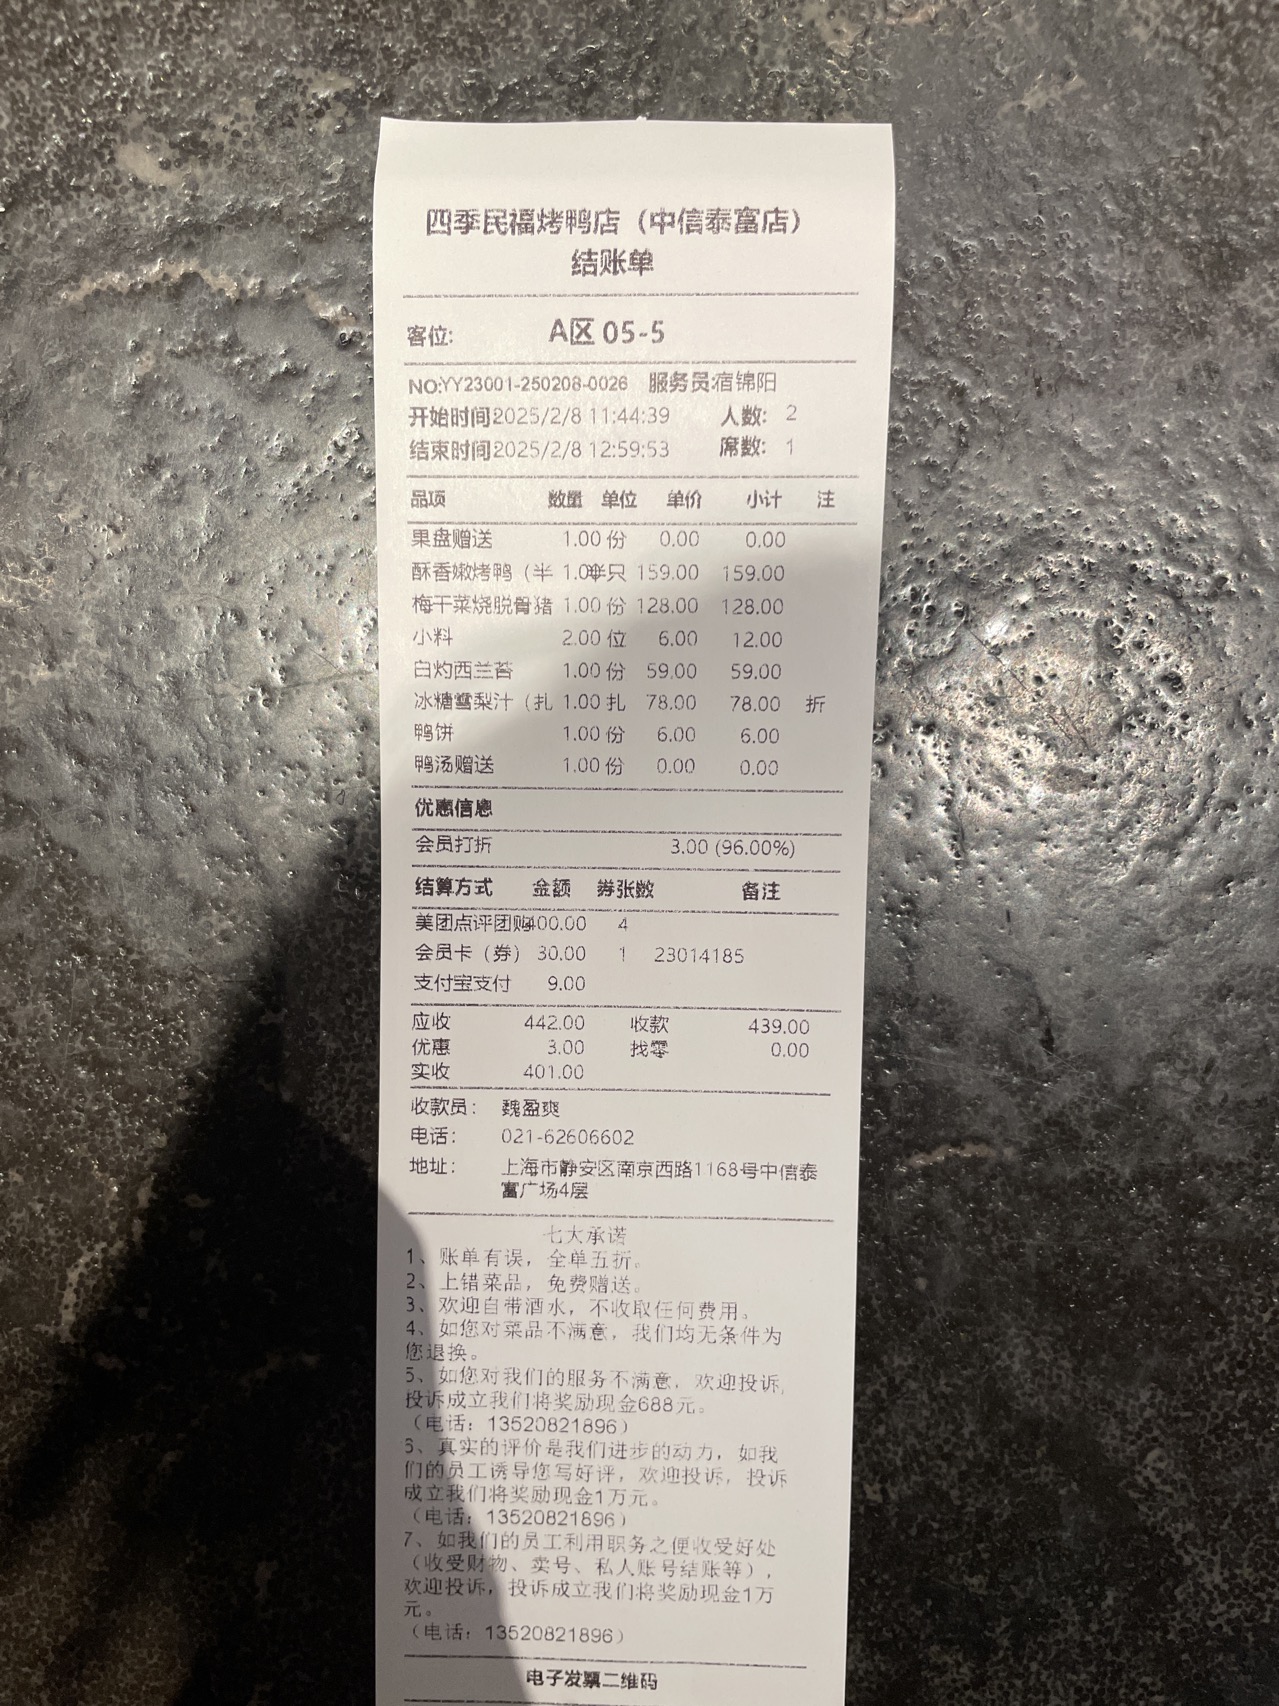 四季民福烤鸭店（中信泰富店）
结账单
客位: A区 05-5
NO:YY23001-250208-0026 服务员:宿锦阳
开始时间2025/2/8 11:44:39 人数: 2
结束时间2025/2/8 12:59:53 席数: 1
品项 数量 单位 单价 小计 注
果盘赠送 1.00 份 0.00 0.00
酥香嫩烤鸭（半 1.00半只 159.00 159.00
梅干菜烧脱骨猪 1.00 份 128.00 128.00
小料 2.00 位 6.00 12.00
白灼西兰苔 1.00 份 59.00 59.00
冰糖雪梨汁（扎 1.00 扎 78.00 78.00 折
鸭饼 1.00 份 6.00 6.00
鸭汤赠送 1.00 份 0.00 0.00
优惠信息
会员打折 3.00 (96.00%)
结算方式 金额 券张数 备注
美团点评团购400.00 4
会员卡（券） 30.00 1 23014185
支付宝支付 9.00
应收 442.00 收款 439.00
优惠 3.00 找零 0.00
实收 401.00
收款员： 魏盈爽
电话： 021-62606602
地址： 上海市静安区南京西路1168号中信泰
富广场4层
七大承诺
1、账单有误，全单五折。
2、上错菜品，免费赠送。
3、欢迎自带酒水，不收取任何费用。
4、如您对菜品不满意，我们均无条件为
您退换。
5、如您对我们的服务不满意，欢迎投诉，
投诉成立我们将奖励现金688元。
（电话：13520821896）
6、真实的评价是我们进步的动力，如我
们的员工诱导您写好评，欢迎投诉，投诉
成立我们将奖励现金1万元。
（电话：13520821896）
7、如我们的员工利用职务之便收受好处
（收受财物、卖号、私人账号结账等），
欢迎投诉，投诉成立我们将奖励现金1万
元。
（电话：13520821896）
电子发票二维码